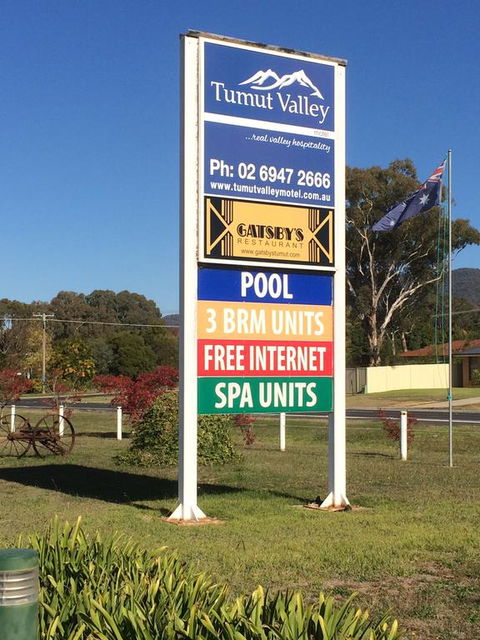 Tumut Valley
motel
...real valley hospitality
Ph: 02 6947 2666
www.tumutvalleymotel.com.au
GATSBY'S
RESTAURANT
www.gatsbystumut.com
POOL
3 BRM UNITS
FREE INTERNET
SPA UNITS